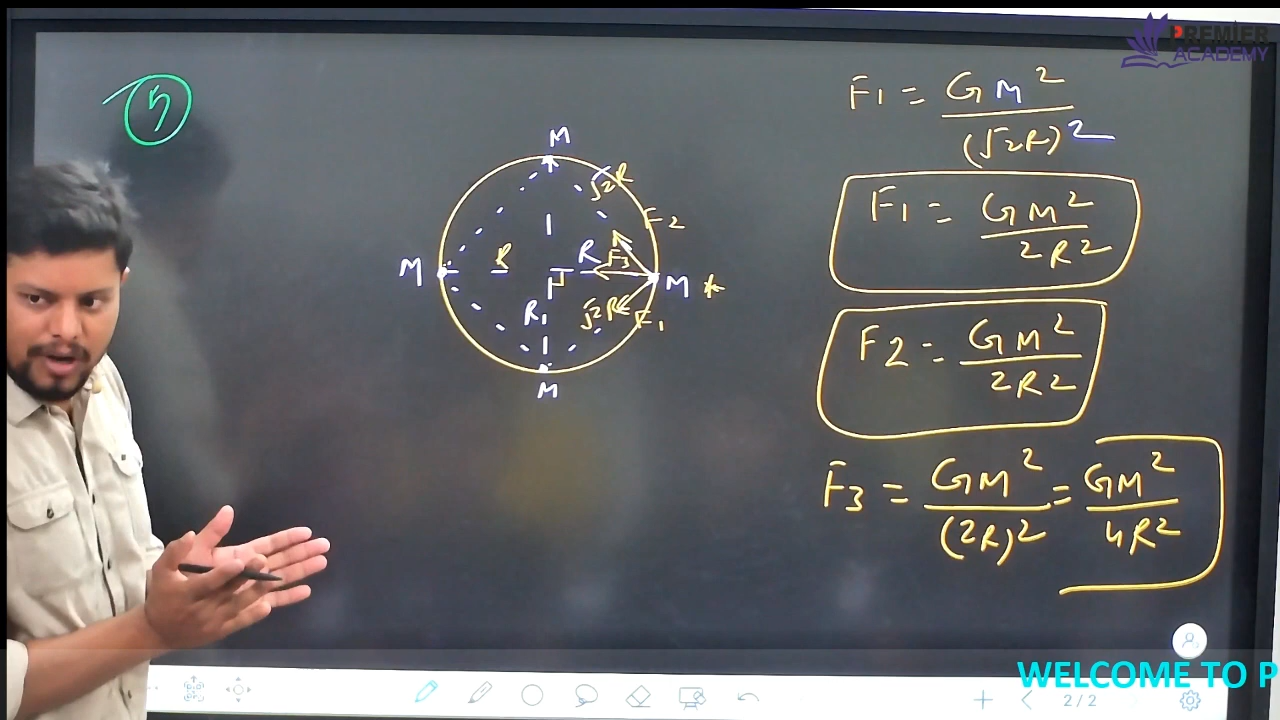 PREMIER
ACADEMY
5
F1 = GM² / (√2R)²
F1 = GM² / 2R²
F2 = GM² / 2R²
F3 = GM² / (2R)² = GM² / 4R²
M
√2R
F2
M R R F3 M *
R √2R F1
M
2/2
WELCOME TO P